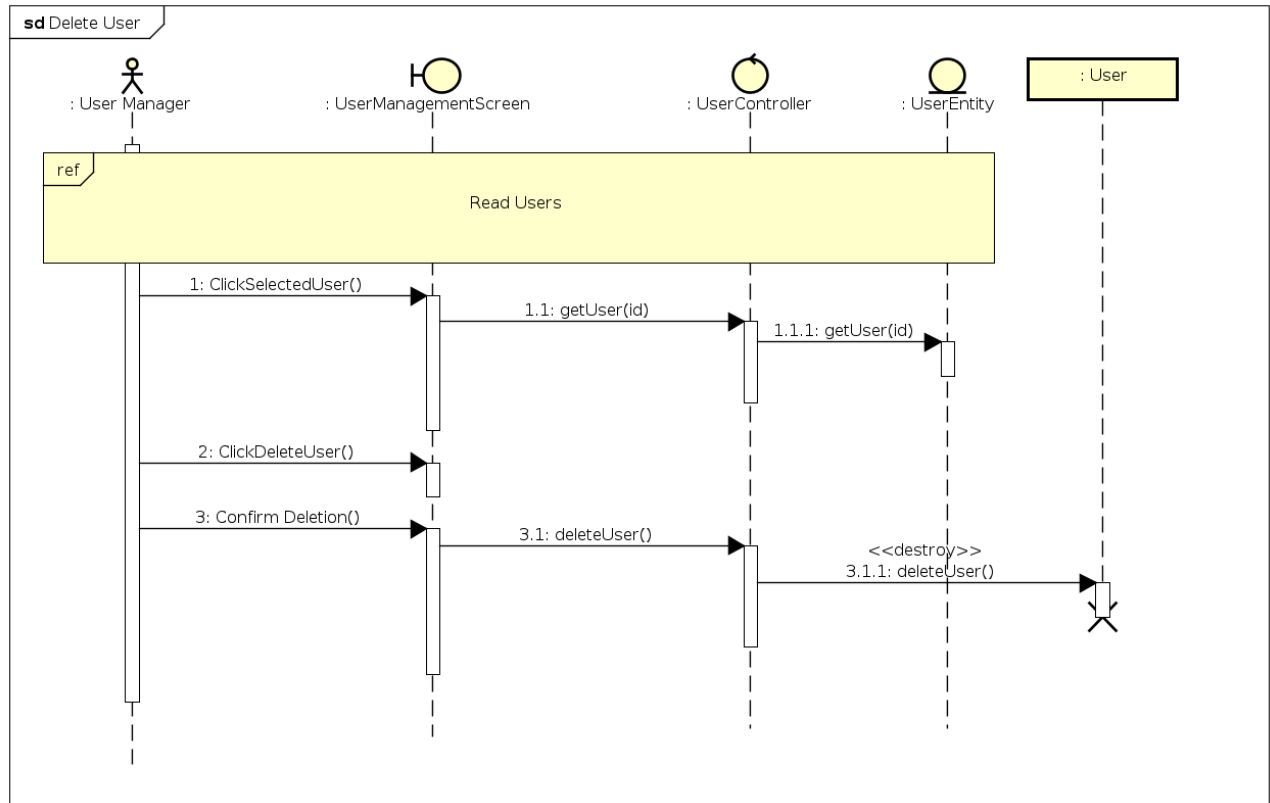 sd Delete User
: User Manager
: UserManagementScreen
: UserController
: UserEntity
: User
ref
Read Users
1: ClickSelectedUser()
1.1: getUser(id)
1.1.1: getUser(id)
2: ClickDeleteUser()
3: Confirm Deletion()
3.1: deleteUser()
<<destroy>>
3.1.1: deleteUser()